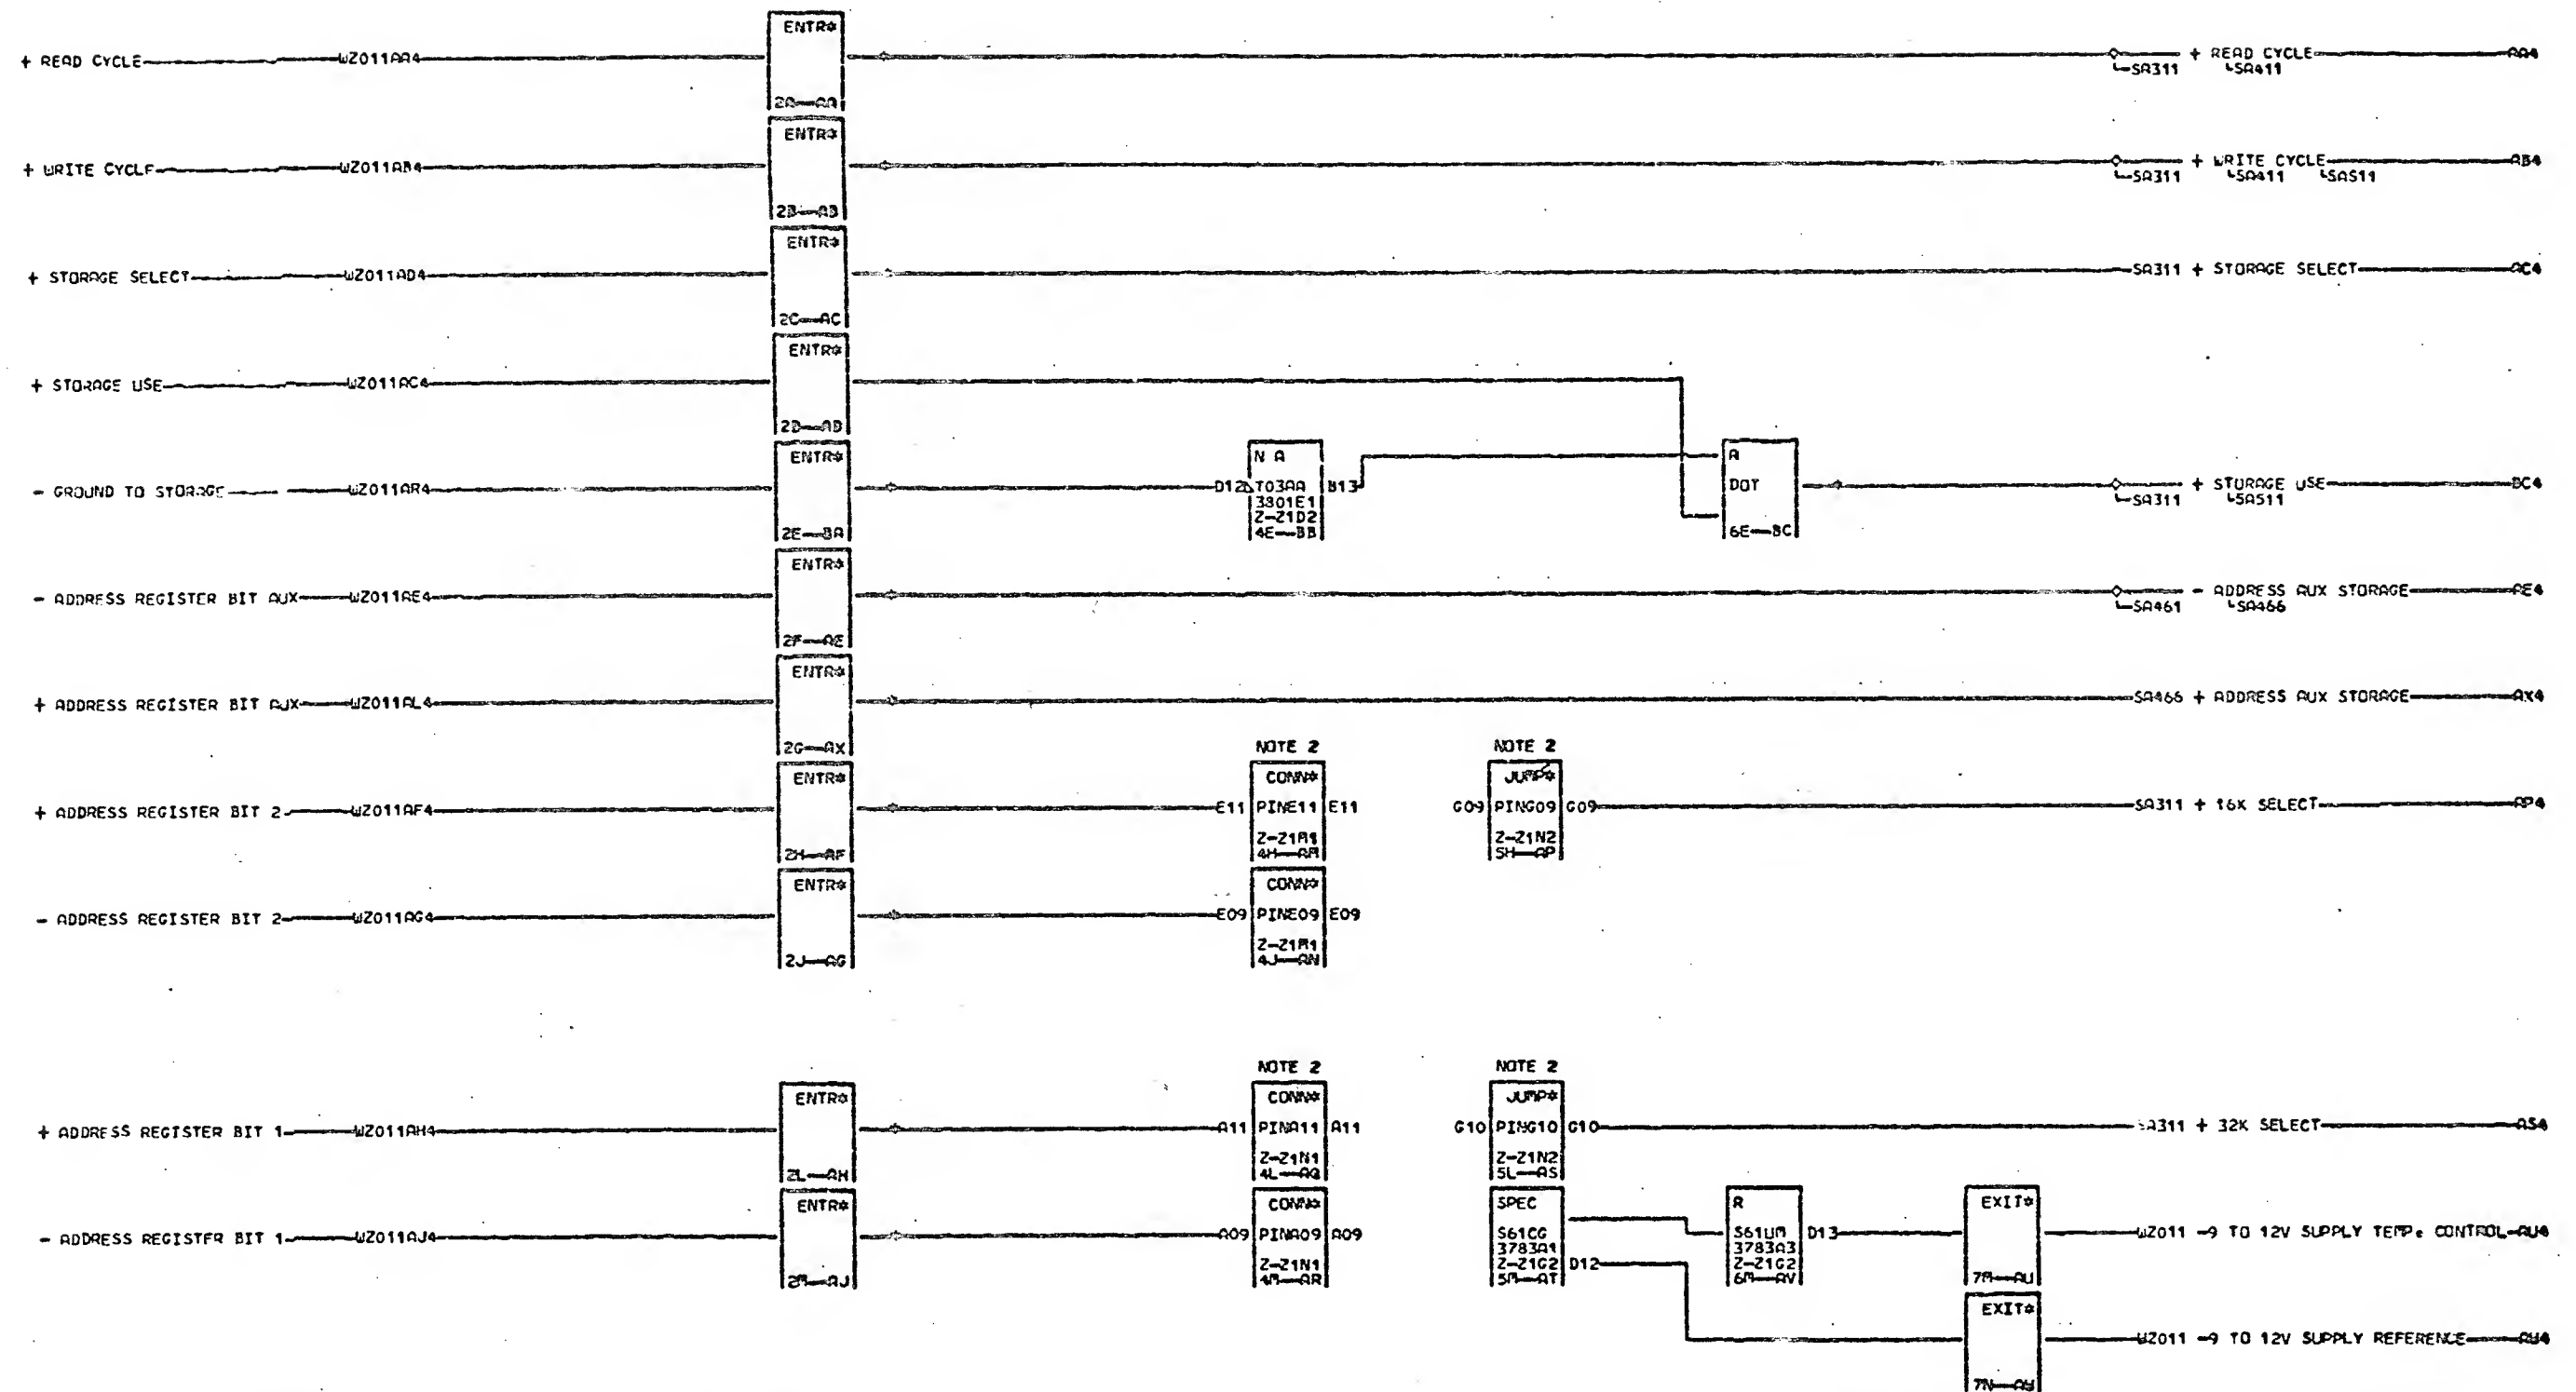 ENTR*
+ READ CYCLE WZ011AA4 + READ CYCLE AA4
SA311 SA411
2A AA
ENTR*
+ WRITE CYCLE WZ011AB4 + WRITE CYCLE AB4
SA311 SA411 SA511
2B AB
ENTR*
+ STORAGE SELECT WZ011AD4 SA311 + STORAGE SELECT AC4
2C AC
ENTR*
+ STORAGE USE WZ011AC4
2D AD
ENTR* N A A
- GROUND TO STORAGE WZ011AR4 D12 T03AA B13 DOT + STORAGE USE BC4
3801E1 SA311 SA511
Z-Z1D2
2E BA 4E BB 6E BC
ENTR*
- ADDRESS REGISTER BIT AUX WZ011AE4 - ADDRESS AUX STORAGE AE4
SA461 SA466
2F AE
ENTR*
+ ADDRESS REGISTER BIT AUX WZ011AL4 SA466 + ADDRESS AUX STORAGE AX4
2G AX
NOTE 2 NOTE 2
ENTR* CONN* JUMP*
+ ADDRESS REGISTER BIT 2 WZ011AF4 E11 PINE11 E11 G09 PING09 G09 SA311 + 16K SELECT AP4
Z-Z1M1 Z-Z1N2
2H AF 4H AM 5H AP
ENTR* CONN*
- ADDRESS REGISTER BIT 2 WZ011AG4 E09 PINE09 E09
Z-Z1M1
2J AG 4J AN
NOTE 2 NOTE 2
ENTR* CONN* JUMP*
+ ADDRESS REGISTER BIT 1 WZ011AH4 A11 PINA11 A11 G10 PING10 G10 SA311 + 32K SELECT AS4
Z-Z1N1 Z-Z1N2
2L AH 4L AQ 5L AS
ENTR* CONN* SPEC R EXIT*
- ADDRESS REGISTER BIT 1 WZ011AJ4 A09 PINA09 A09 S61CG S61UM D13 WZ011 -9 TO 12V SUPPLY TEMP. CONTROL AU4
3783A1 3783A3
Z-Z1N1 Z-Z1G2 D12 Z-Z1G2
2M AJ 4M AR 5M AT 6M AV 7M AU
EXIT*
WZ011 -9 TO 12V SUPPLY REFERENCE AW4
7N AW